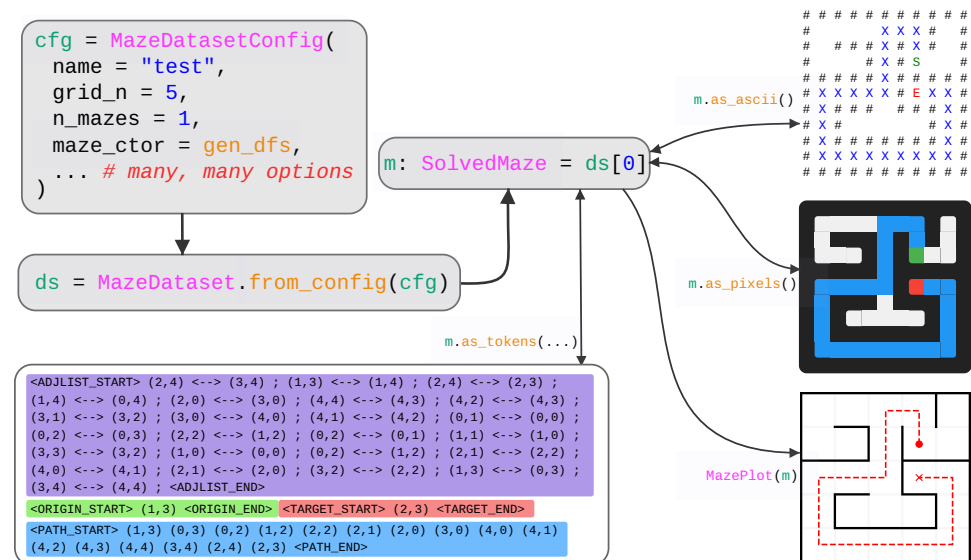 cfg = MazeDatasetConfig(
name = "test",
grid_n = 5,
n_mazes = 1,
maze_ctor = gen_dfs,
... # many, many options
)
ds = MazeDataset.from_config(cfg)
m: SolvedMaze = ds[0]
m.as_ascii()
# # # # # # # # # # #
#         X X X #   #
#   # # # X # X #   #
#       # X # S     #
# # # # # X # # # # #
# X X X X X # E X X #
# X # # #   # # # X #
# X #           # X #
# X # # # # # # # X #
# X X X X X X X X X #
# # # # # # # # # # #
m.as_pixels()
MazePlot(m)
m.as_tokens(...)
<ADJLIST_START> (2,4) <--> (3,4) ; (1,3) <--> (1,4) ; (2,4) <--> (2,3) ;
(1,4) <--> (0,4) ; (2,0) <--> (3,0) ; (4,4) <--> (4,3) ; (4,2) <--> (4,3) ;
(3,1) <--> (3,2) ; (3,0) <--> (4,0) ; (4,1) <--> (4,2) ; (0,1) <--> (0,0) ;
(0,2) <--> (0,3) ; (2,2) <--> (1,2) ; (0,2) <--> (0,1) ; (1,1) <--> (1,0) ;
(3,3) <--> (3,2) ; (1,0) <--> (0,0) ; (0,2) <--> (1,2) ; (2,1) <--> (2,2) ;
(4,0) <--> (4,1) ; (2,1) <--> (2,0) ; (3,2) <--> (2,2) ; (1,3) <--> (0,3) ;
(3,4) <--> (4,4) ; <ADJLIST_END>
<ORIGIN_START> (1,3) <ORIGIN_END> <TARGET_START> (2,3) <TARGET_END>
<PATH_START> (1,3) (0,3) (0,2) (1,2) (2,2) (2,1) (2,0) (3,0) (4,0) (4,1)
(4,2) (4,3) (4,4) (3,4) (2,4) (2,3) <PATH_END>